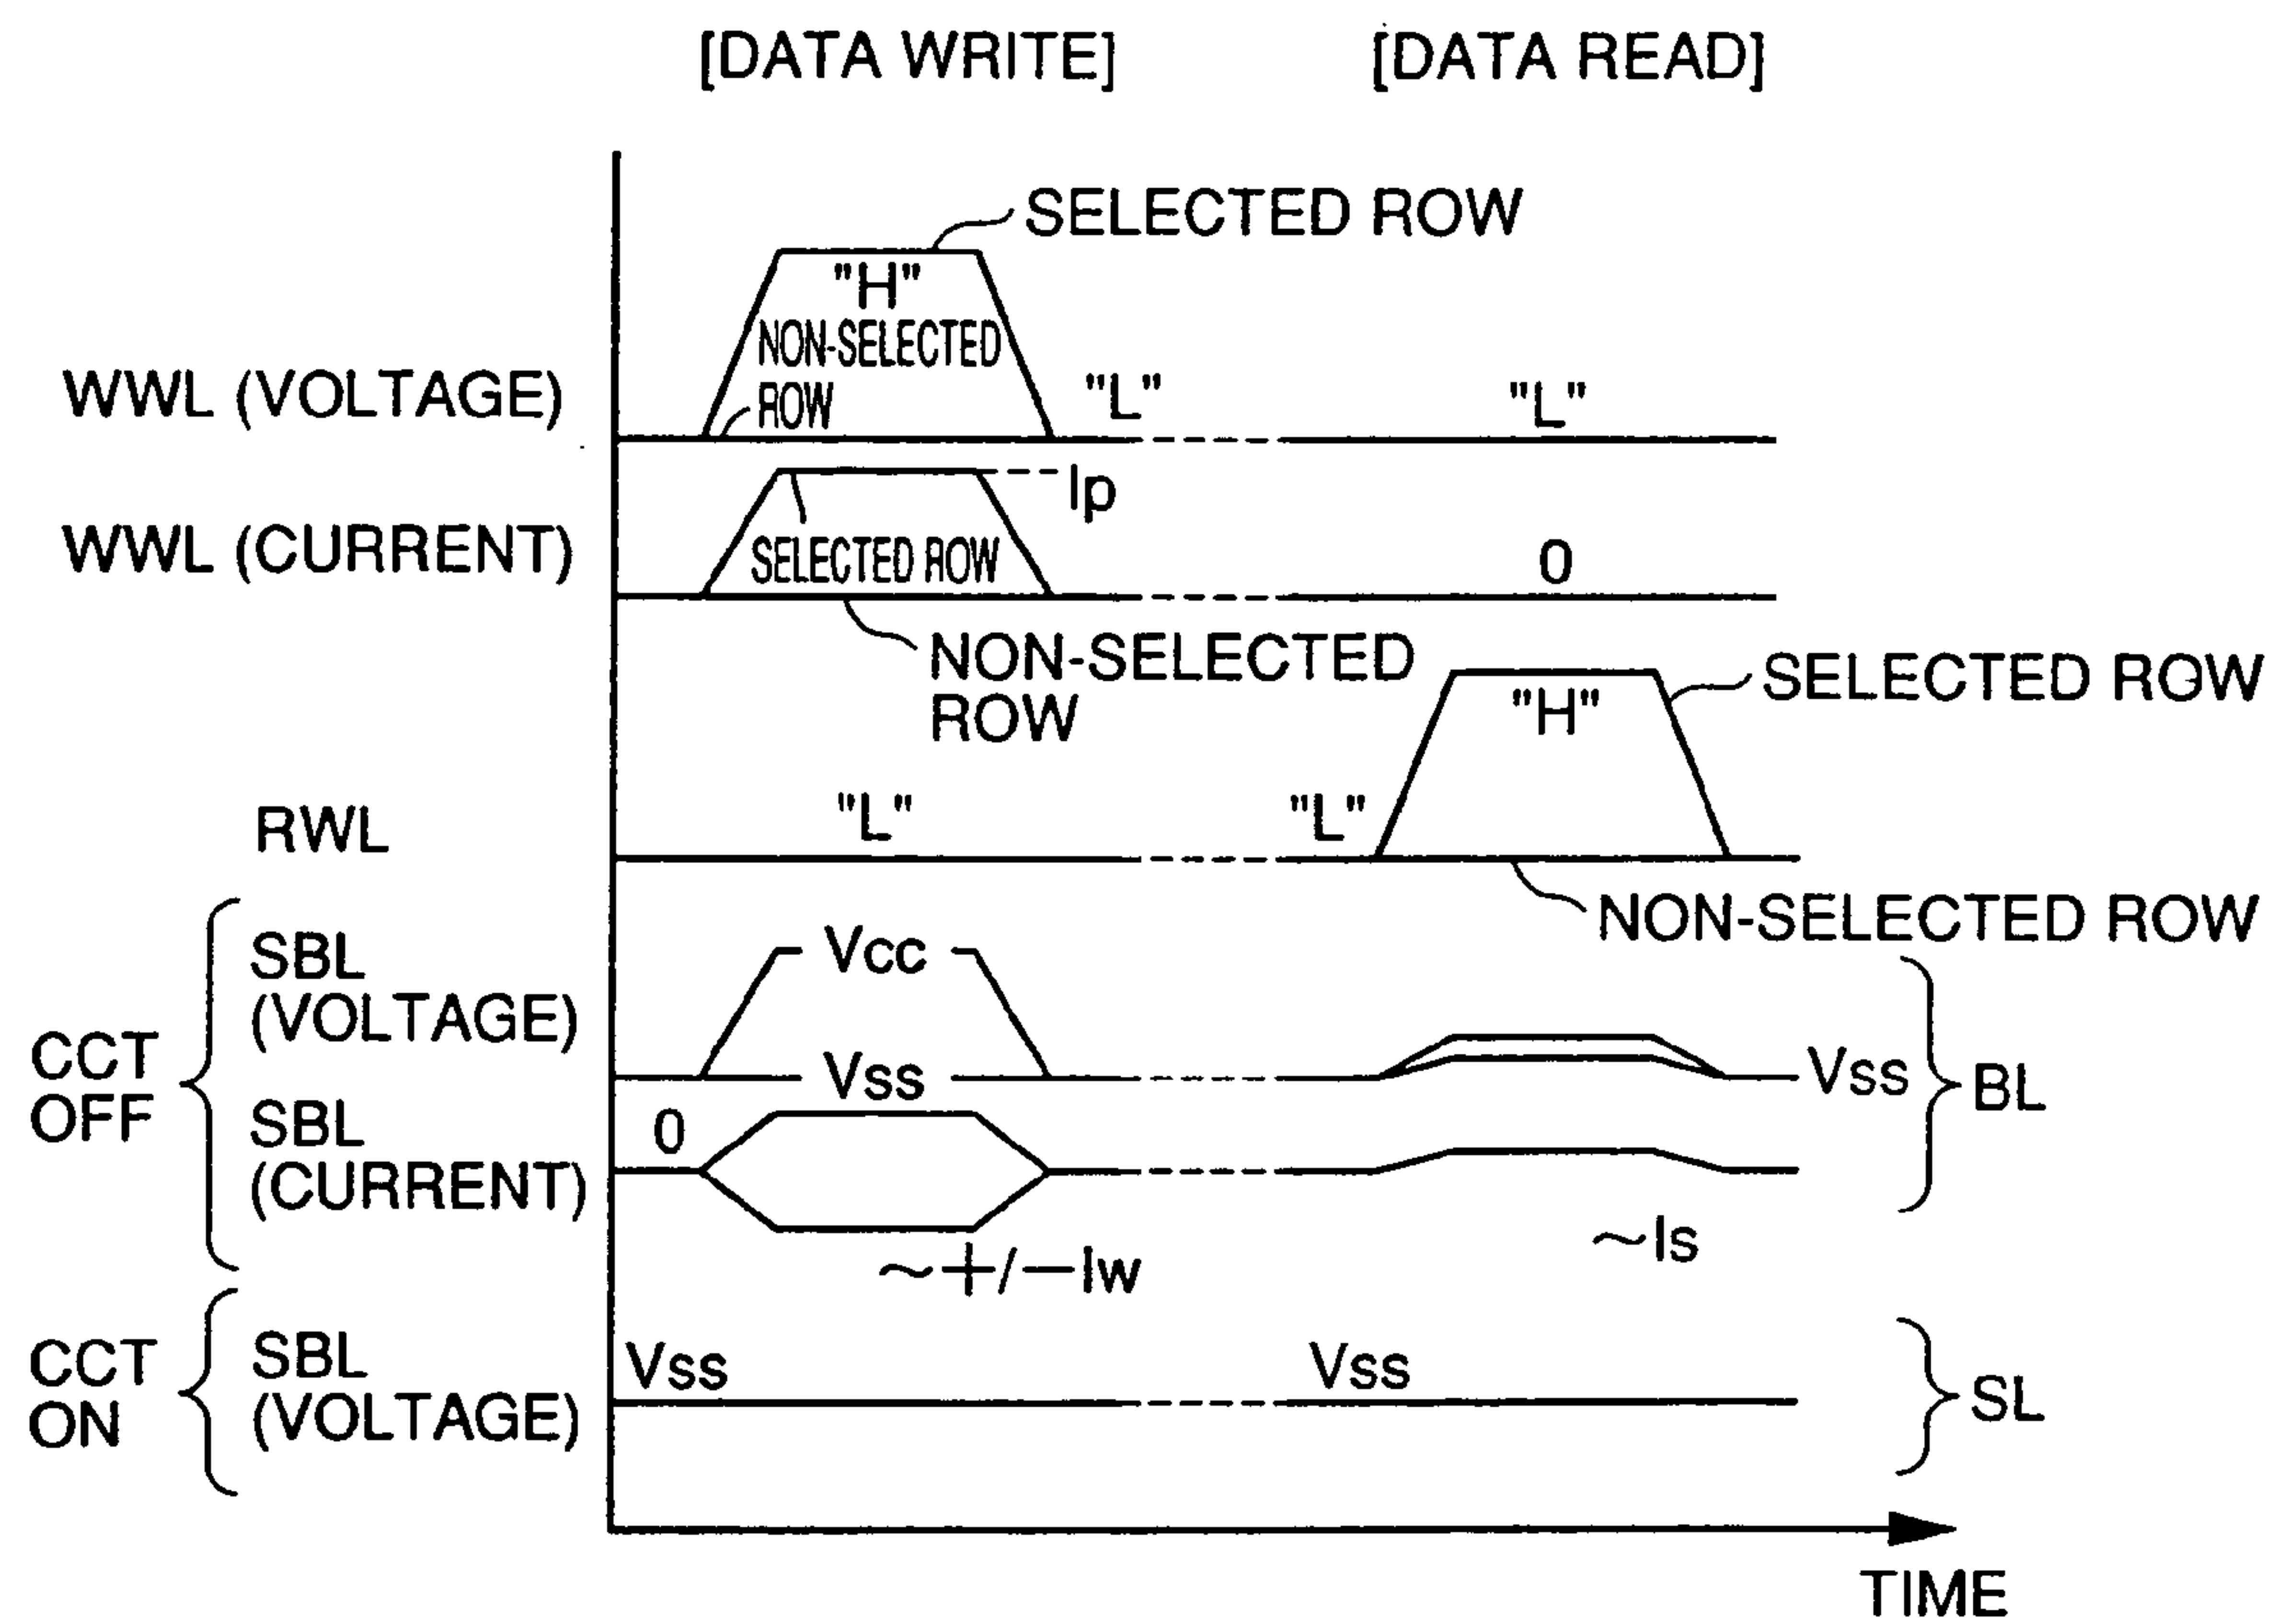 [DATA WRITE] [DATA READ]
SELECTED ROW
"H"
NON-SELECTED
ROW
WWL (VOLTAGE) "L" "L"
Ip
WWL (CURRENT) SELECTED ROW 0
NON-SELECTED
ROW
SELECTED ROW
"H"
RWL "L" "L"
NON-SELECTED ROW
CCT
OFF
SBL
(VOLTAGE)
Vcc
Vss Vss
BL
SBL
(CURRENT)
0
~+/−Iw ~Is
CCT
ON
SBL
(VOLTAGE)
Vss Vss
SL
TIME